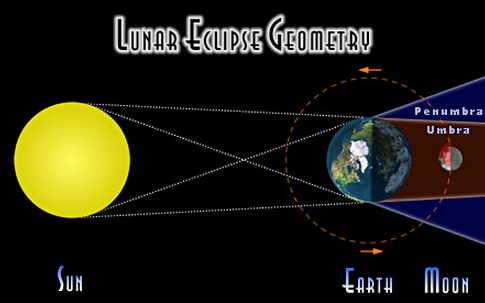 Lunar Eclipse Geometry
Penumbra
Umbra
Sun
Earth
Moon